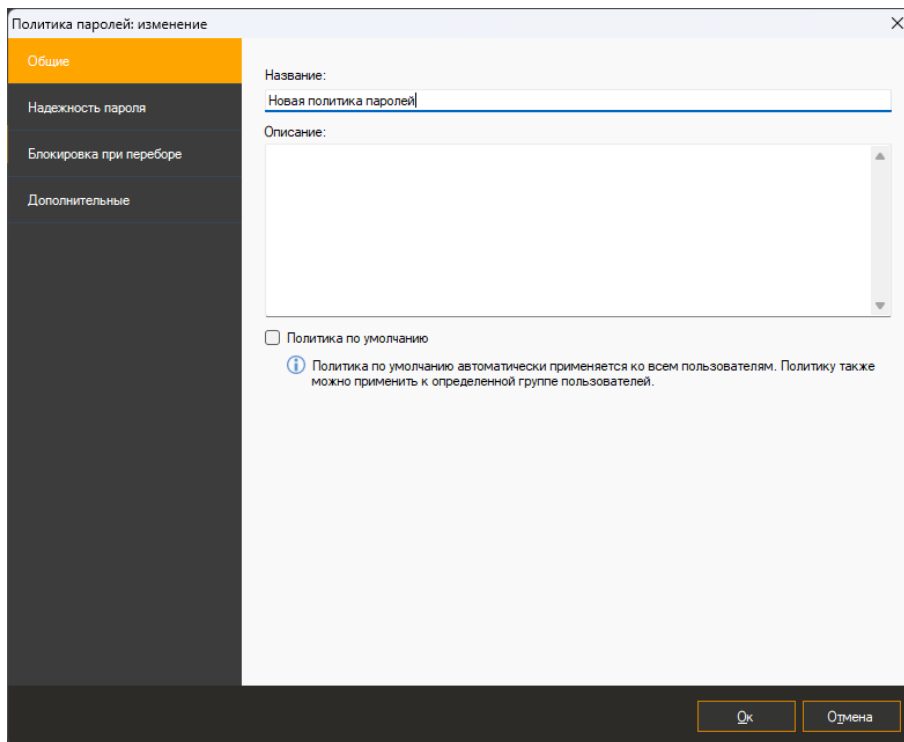 Политика паролей: изменение
Общие
Надежность пароля
Блокировка при переборе
Дополнительные
Название:
Новая политика паролей
Описание:
Политика по умолчанию
Политика по умолчанию автоматически применяется ко всем пользователям. Политику также
можно применить к определенной группе пользователей.
Ок
Отмена